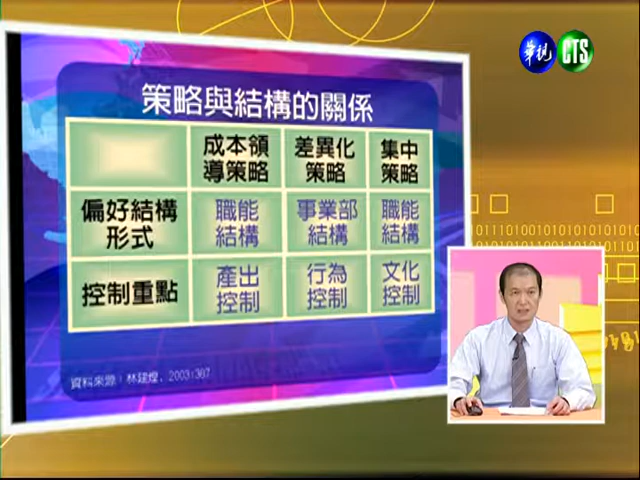 華視 CTS
策略與結構的關係
成本領導策略 差異化策略 集中策略
偏好結構形式 職能結構 事業部結構 職能結構
控制重點 產出控制 行為控制 文化控制
資料來源：林建煌，2003:307